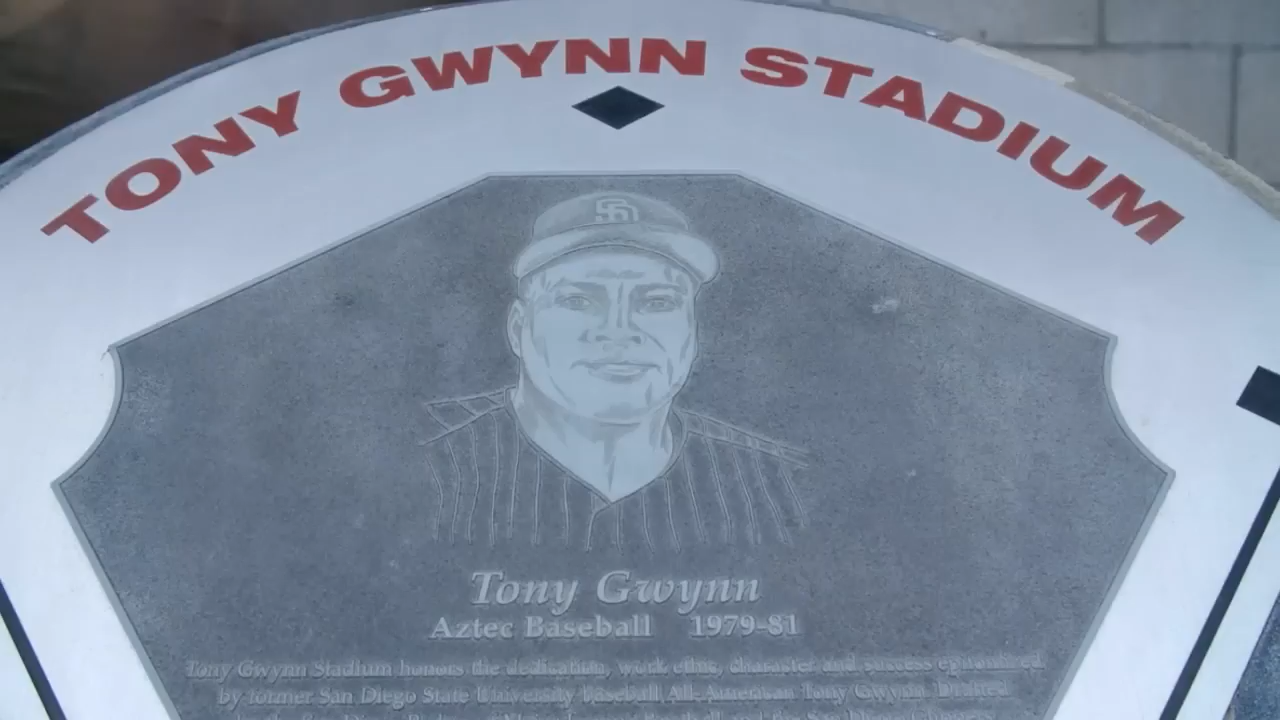 TONY GWYNN STADIUM
SD
Tony Gwynn
Aztec Baseball 1979-81
Tony Gwynn Stadium honors the dedication, work ethic, character and success epitomized
by former San Diego State University Baseball All-American Tony Gwynn. Drafted